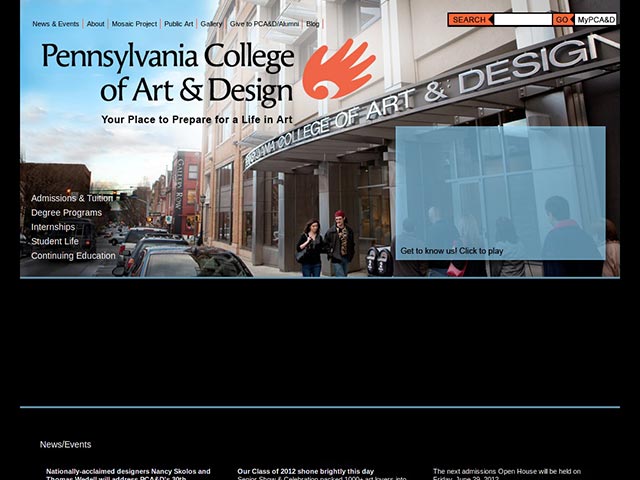 News & Events About Mosaic Project Public Art Gallery Give to PCA&D/Alumni Blog
SEARCH GO MyPCA&D
Pennsylvania College
of Art & Design
Your Place to Prepare for a Life in Art
COLLEGE OF ART & DESIGN
GALLERY ROW
Admissions & Tuition
Degree Programs
Internships
Student Life
Continuing Education
Get to know us! Click to play
News/Events
Nationally-acclaimed designers Nancy Skolos and
Thomas Wedell will address PCA&D's 30th
Our Class of 2012 shone brightly this day
Senior Show & Celebration packed 1000+ art lovers into
The next admissions Open House will be held on
Friday, June 29, 2012